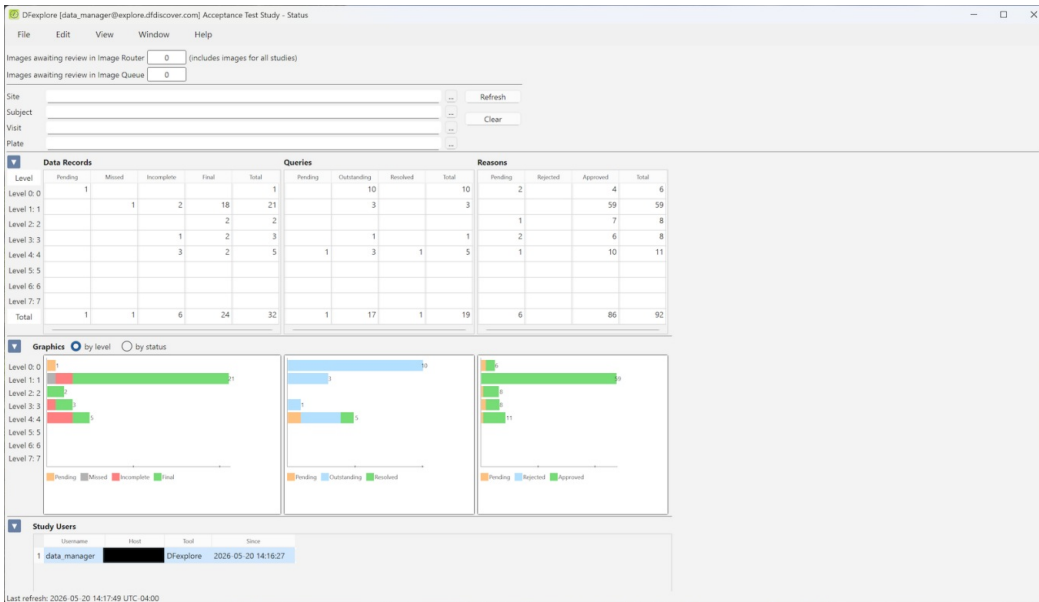 DFexplore [data_manager@explore.dfdiscover.com] Acceptance Test Study - Status
File Edit View Window Help
Images awaiting review in Image Router 0 (includes images for all studies)
Images awaiting review in Image Queue 0
Site ... Refresh
Subject ...
Clear
Visit ...
Plate ...
Data Records Queries Reasons
Level Pending Missed Incomplete Final Total Pending Outstanding Resolved Total Pending Rejected Approved Total
Level 0: 0 1 1 10 10 2 4 6
Level 1: 1 1 2 18 21 3 3 59 59
Level 2: 2 2 2 1 7 8
Level 3: 3 1 2 3 1 1 2 6 8
Level 4: 4 3 2 5 1 3 1 5 1 10 11
Level 5: 5
Level 6: 6
Level 7: 7
Total 1 1 6 24 32 1 17 1 19 6 86 92
Graphics by level by status
Level 0: 0 1 10 6
Level 1: 1 21 3 59
Level 2: 2 2 8
Level 3: 3 3 1 8
Level 4: 4 5 5 11
Level 5: 5
Level 6: 6
Level 7: 7
Pending Missed Incomplete Final Pending Outstanding Resolved Pending Rejected Approved
Study Users
Username Host Tool Since
1 data_manager DFexplore 2026-05-20 14:16:27
Last refresh: 2026-05-20 14:17:49 UTC-04:00